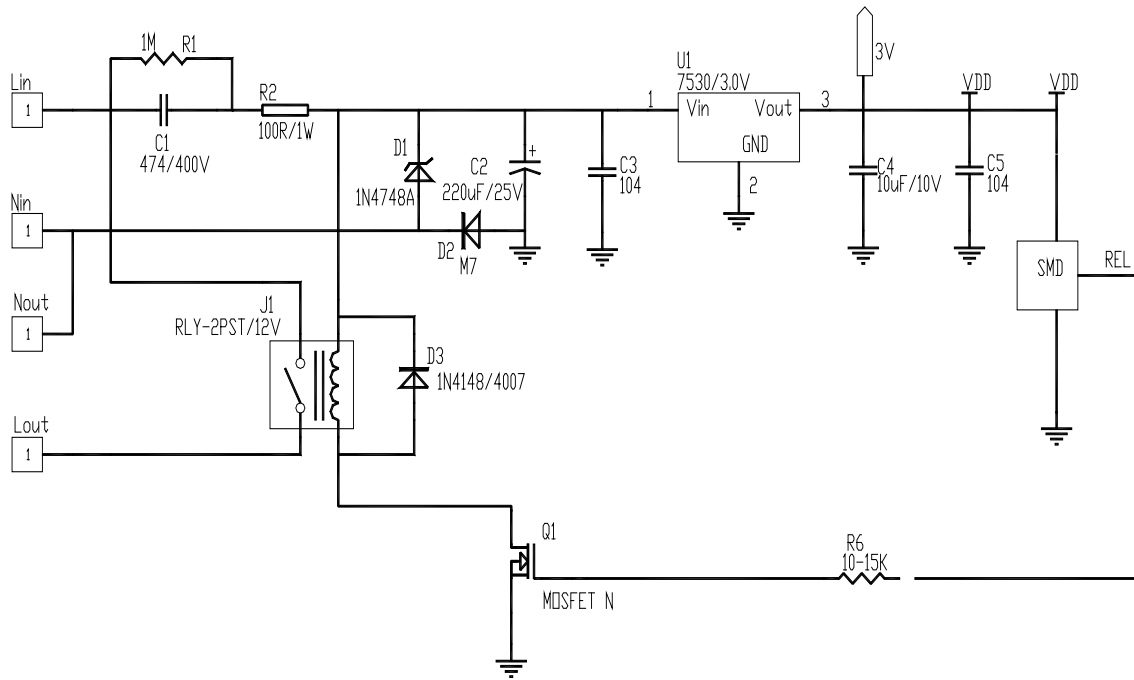 1M R1
3V
Lin
1
R2
100R/1W
C1
474/400V
U1
7530/3.0V
1
Vin
Vout
3
GND
2
VDD
VDD
D1
1N4748A
C2
+
220uF/25V
C3
104
C4
10uF/10V
C5
104
Nin
1
D2
M7
SMD
REL
Nout
1
J1
RLY-2PST/12V
D3
1N4148/4007
Lout
1
Q1
MOSFET N
R6
10-15K